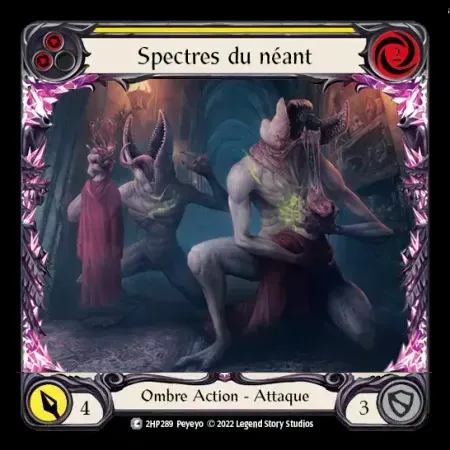 Spectres du néant
2
Ombre Action - Attaque
4
3
C 2HP289 Peyeyo © 2022 Legend Story Studios